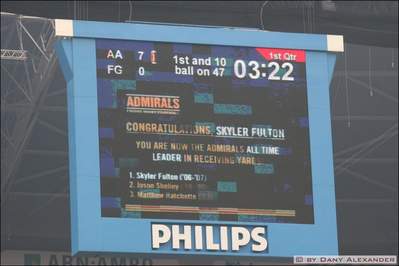 1st Qtr
AA 7 1st and 10
FG 0 ball on 47 03:22
ADMIRALS
CONGRATULATIONS, SKYLER FULTON
YOU ARE NOW THE ADMIRALS ALL TIME
LEADER IN RECEIVING YARDS
1. Skyler Fulton ('06-'07)
2. Jason Shelley
3. Matthew Hatchette
PHILIPS
ABN·AMRO
© BY DANY ALEXANDER